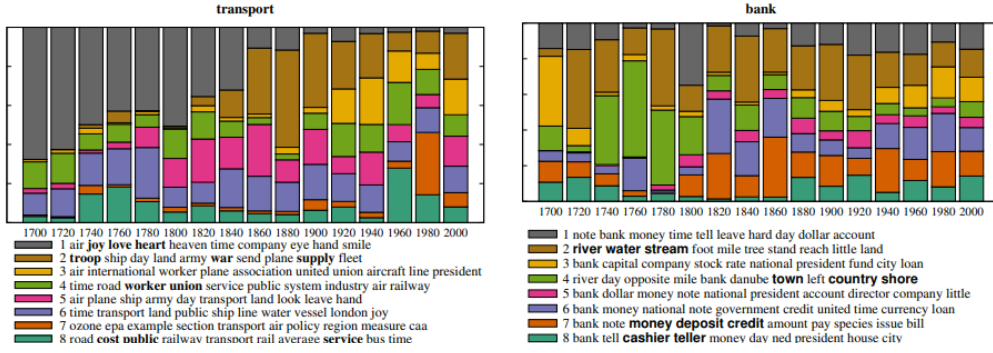 transport
1700 1720 1740 1760 1780 1800 1820 1840 1860 1880 1900 1920 1940 1960 1980 2000
1 air joy love heart heaven time company eye hand smile
2 troop ship day land army war send plane supply fleet
3 air international worker plane association united union aircraft line president
4 time road worker union service public system industry air railway
5 air plane ship army day transport land look leave hand
6 time transport land public ship line water vessel london joy
7 ozone epa example section transport air policy region measure caa
8 road cost public railway transport rail average service bus time
bank
1700 1720 1740 1760 1780 1800 1820 1840 1860 1880 1900 1920 1940 1960 1980 2000
1 note bank money time tell leave hard day dollar account
2 river water stream foot mile tree stand reach little land
3 bank capital company stock rate national president fund city loan
4 river day opposite mile bank danube town left country shore
5 bank dollar money note national president account director company little
6 bank money national note government credit united time currency loan
7 bank note money deposit credit amount pay species issue bill
8 bank tell cashier teller money day ned president house city